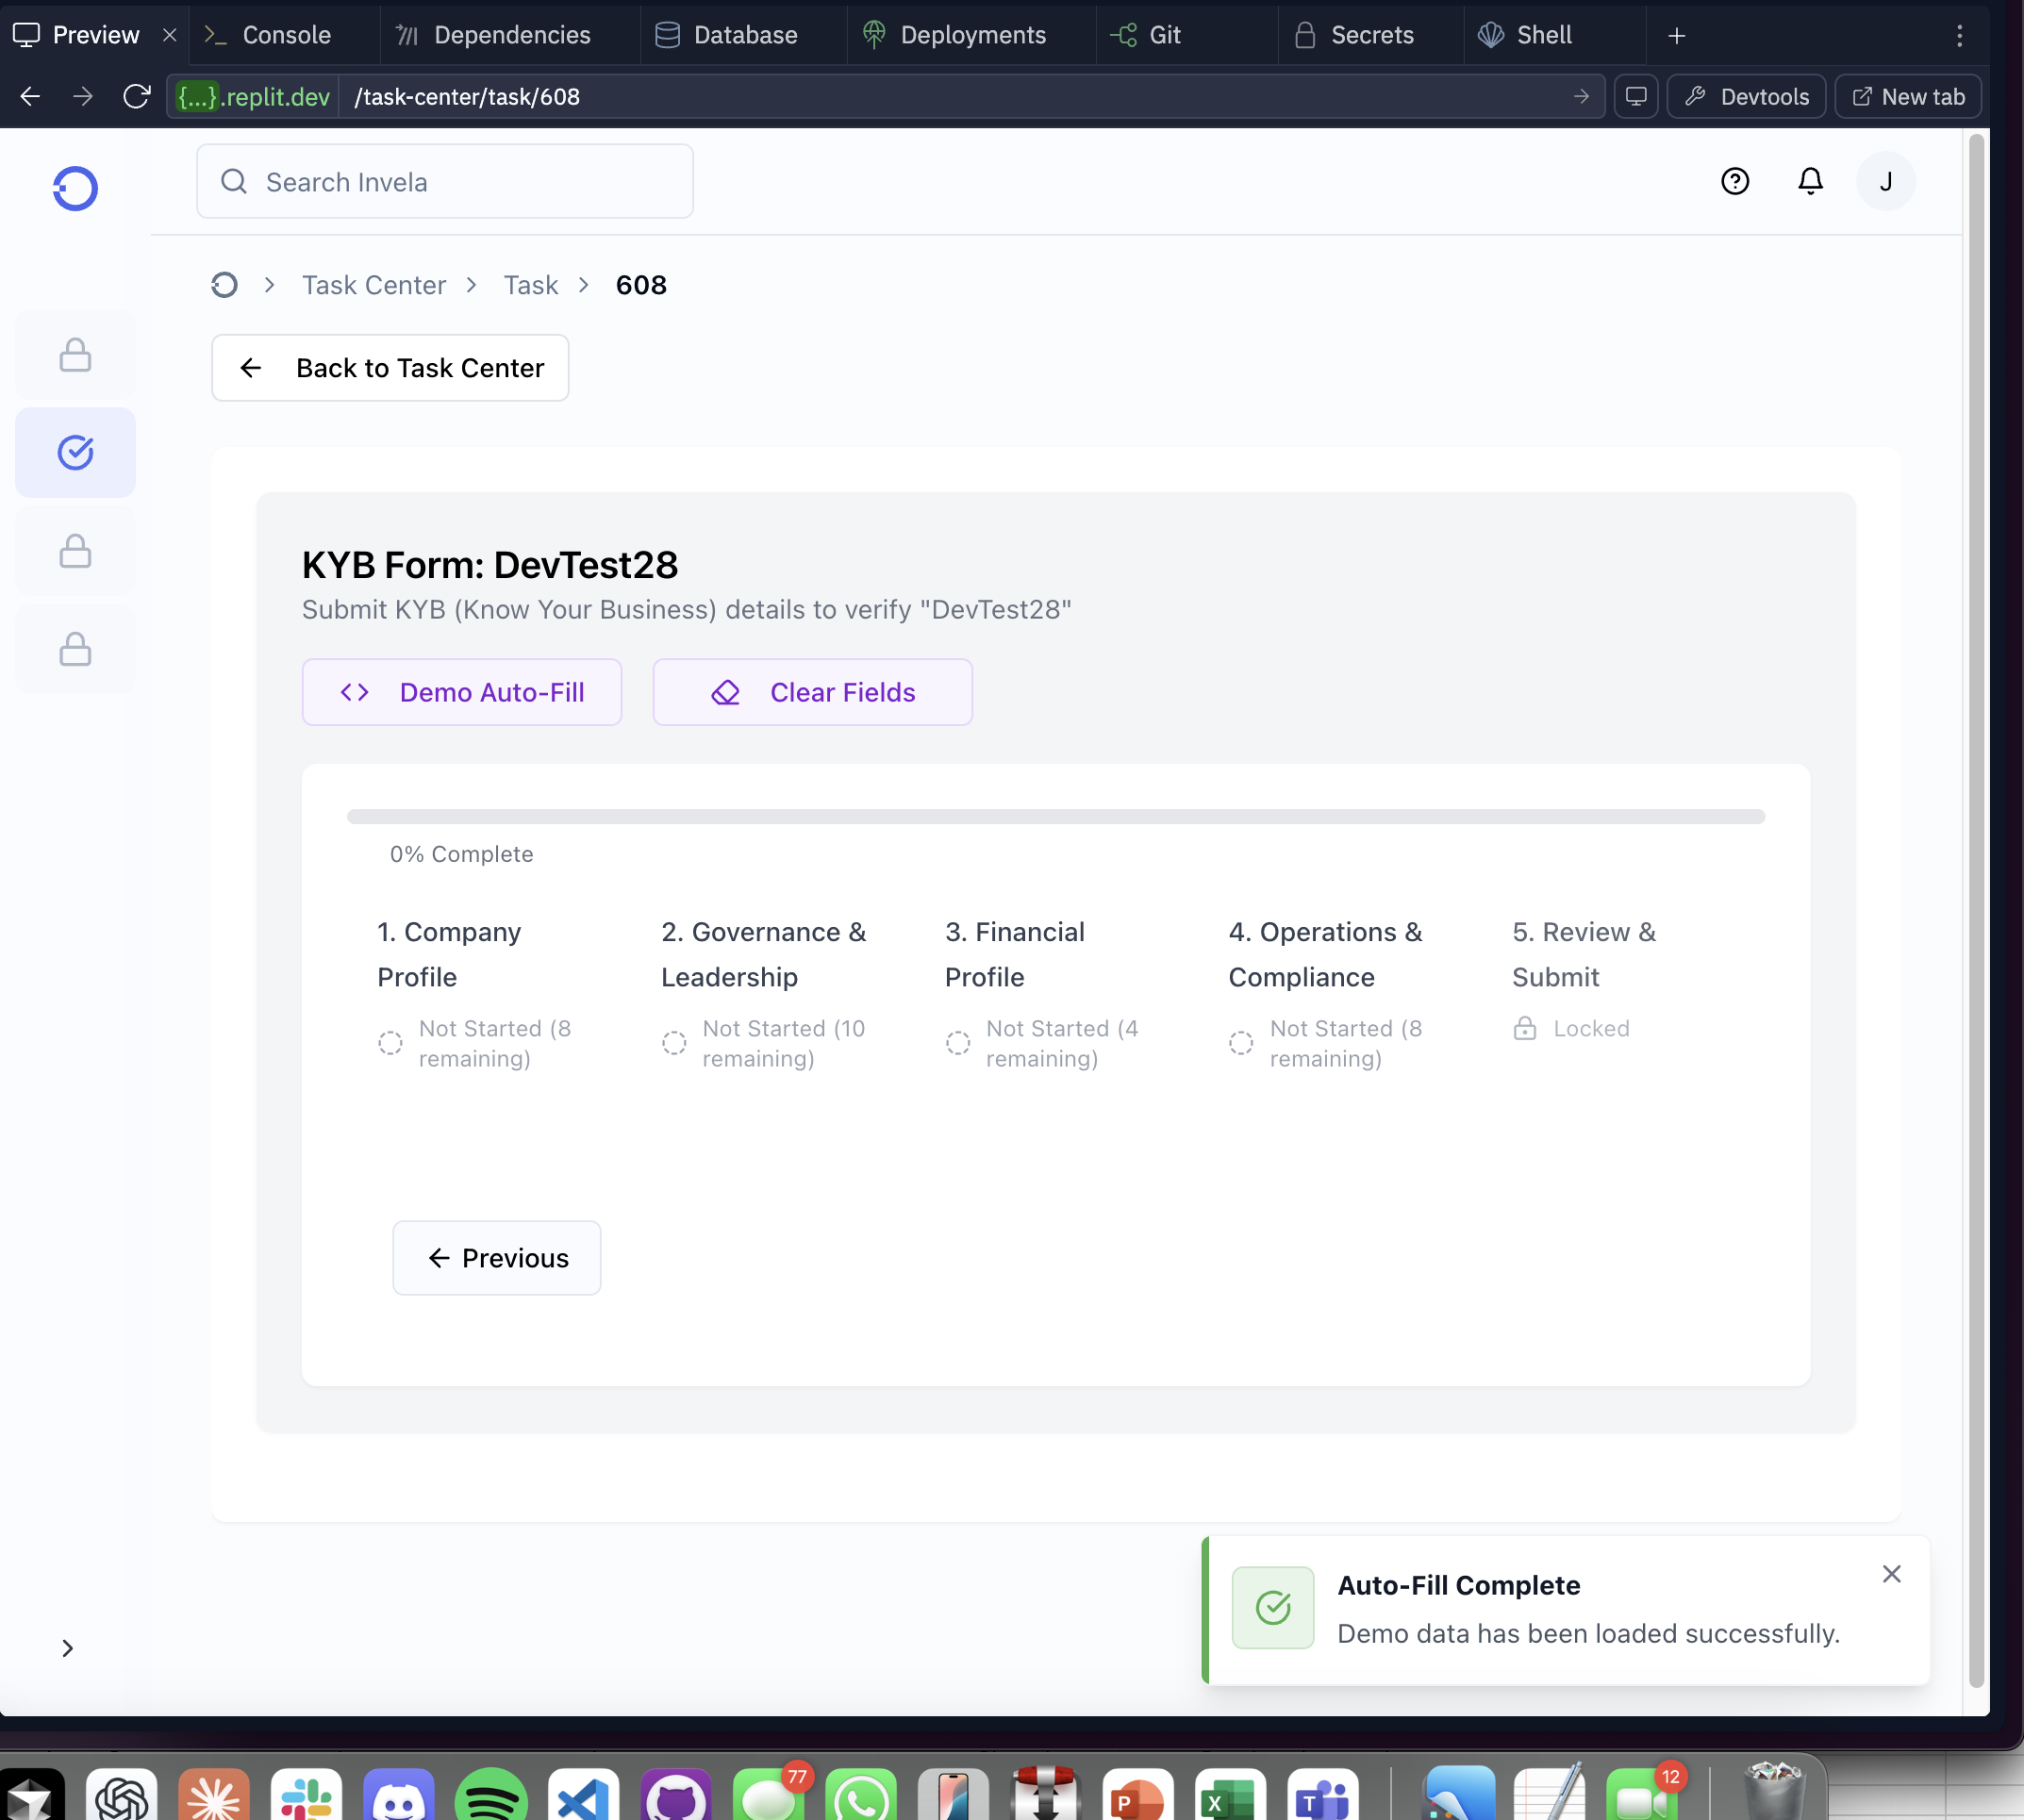 Preview
Console
Dependencies
Database
Deployments
Git
Secrets
Shell
{...}.replit.dev
/task-center/task/608
Devtools
New tab
Search Invela
J
Task Center
Task
608
Back to Task Center
KYB Form: DevTest28
Submit KYB (Know Your Business) details to verify "DevTest28"
Demo Auto-Fill
Clear Fields
0% Complete
1. Company
Profile
Not Started (8
remaining)
2. Governance &
Leadership
Not Started (10
remaining)
3. Financial
Profile
Not Started (4
remaining)
4. Operations &
Compliance
Not Started (8
remaining)
5. Review &
Submit
Locked
Previous
Auto-Fill Complete
Demo data has been loaded successfully.
77
P
X
T
12